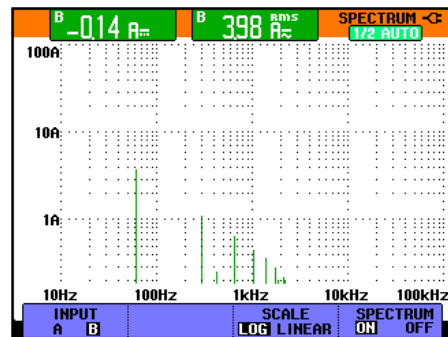 B -0.14 A⎓ B 3.98 rms A≂ SPECTRUM
1/2 AUTO
100A
10A
1A
10Hz 100Hz 1kHz 10kHz 100kHz
INPUT SCALE SPECTRUM
A B LOG LINEAR ON OFF